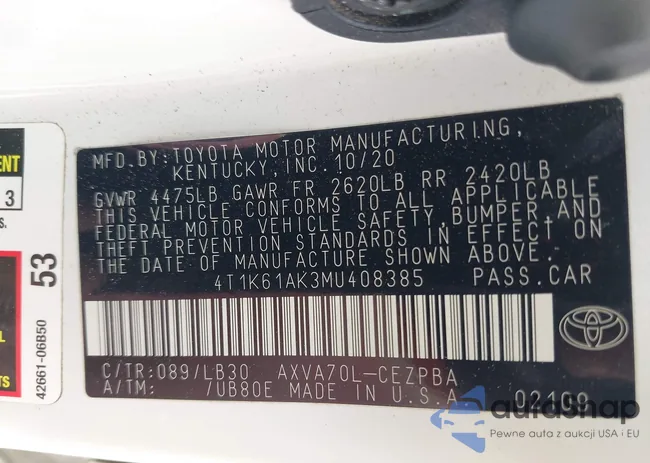 MFD.BY:TOYOTA MOTOR MANUFACTURING,
KENTUCKY,INC. 10/20
GVWR 4475LB GAWR FR 2620LB RR 2420LB
THIS VEHICLE CONFORMS TO ALL APPLICABLE
FEDERAL MOTOR VEHICLE SAFETY,BUMPER,AND
THEFT PREVENTION STANDARDS IN EFFECT ON
THE DATE OF MANUFACTURE SHOWN ABOVE.
4T1K61AK3MU408385 PASS.CAR
C/TR:089/LB30 AXVA70L-CEZPBA
A/TM: /UB80E MADE IN U.S.A
53
42661-06B50
3
autosnap
Pewne auta z aukcji USA i EU